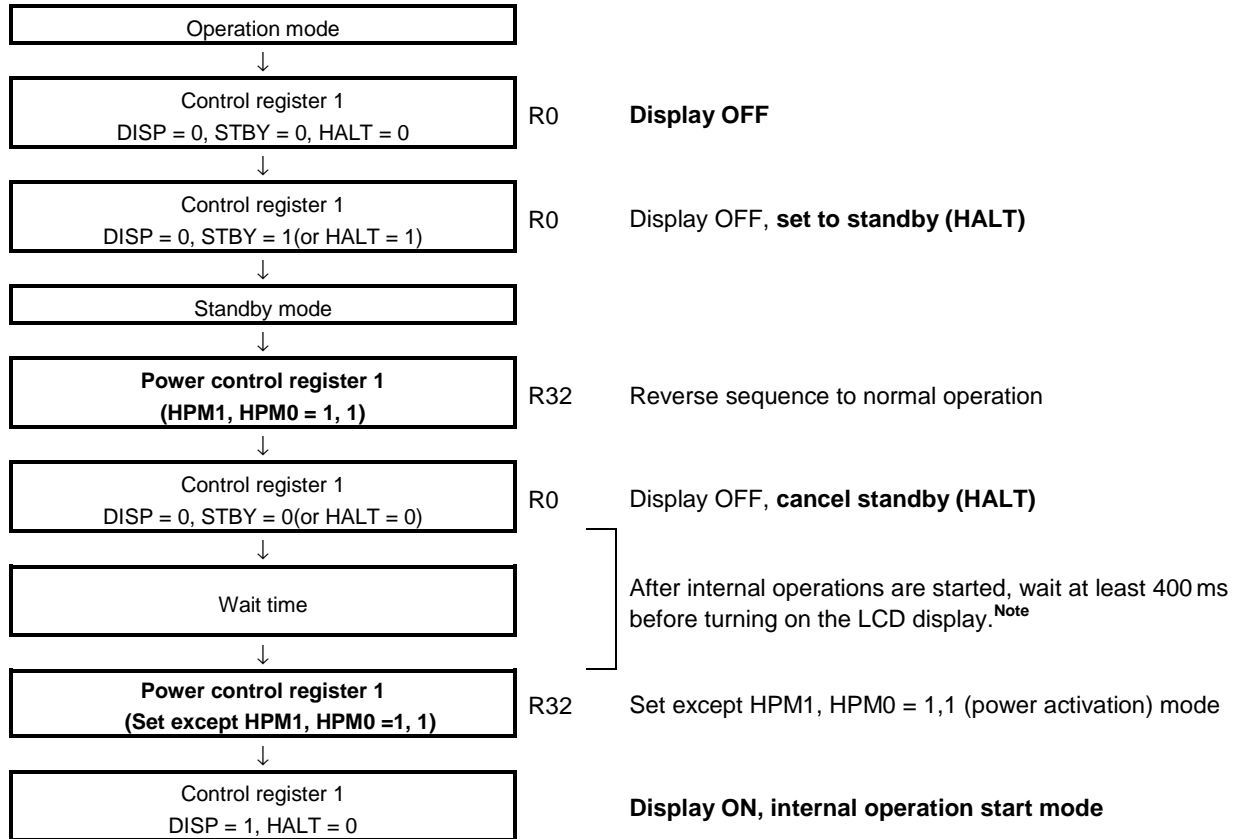 Operation mode
↓
Control register 1
DISP = 0, STBY = 0, HALT = 0
R0
Display OFF
↓
Control register 1
DISP = 0, STBY = 1(or HALT = 1)
R0
Display OFF, set to standby (HALT)
↓
Standby mode
↓
Power control register 1
(HPM1, HPM0 = 1, 1)
R32
Reverse sequence to normal operation
↓
Control register 1
DISP = 0, STBY = 0(or HALT = 0)
R0
Display OFF, cancel standby (HALT)
↓
Wait time
After internal operations are started, wait at least 400 ms
before turning on the LCD display.Note
↓
Power control register 1
(Set except HPM1, HPM0 =1, 1)
R32
Set except HPM1, HPM0 = 1,1 (power activation) mode
↓
Control register 1
DISP = 1, HALT = 0
Display ON, internal operation start mode